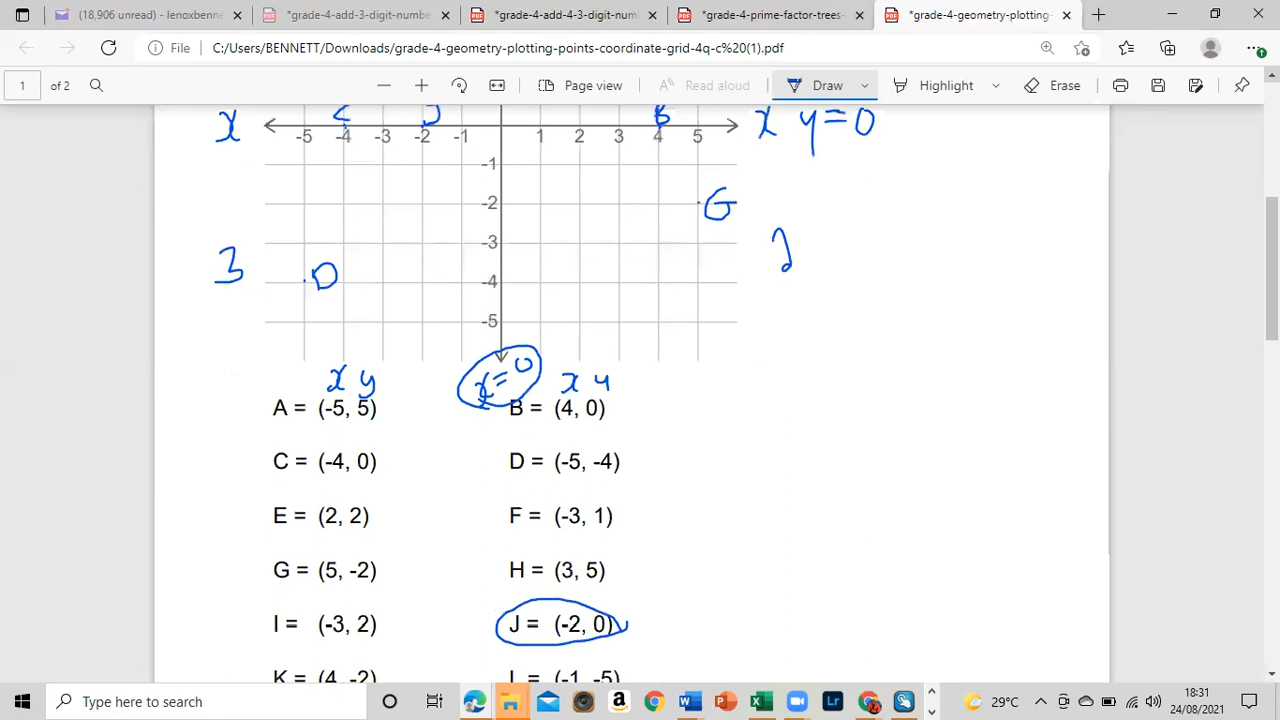 (18,906 unread) - lenoxbenne
*grade-4-add-3-digit-numbe
*grade-4-add-4-3-digit-num
*grade-4-prime-factor-trees-
*grade-4-geometry-plotting-
File C:/Users/BENNETT/Downloads/grade-4-geometry-plotting-points-coordinate-grid-4q-c%20(1).pdf
1 of 2 Page view Read aloud Draw Highlight Erase
x -5 -4 -3 -2 -1 1 2 3 4 5 x y=0
C J B
-1
-2 G
-3
3 D -4 2
-5
x=0
x y x y
A = (-5, 5) B = (4, 0)
C = (-4, 0) D = (-5, -4)
E = (2, 2) F = (-3, 1)
G = (5, -2) H = (3, 5)
I = (-3, 2) J = (-2, 0)
K = (4, -2) L = (-1, -5)
Type here to search 29°C 18:31
24/08/2021